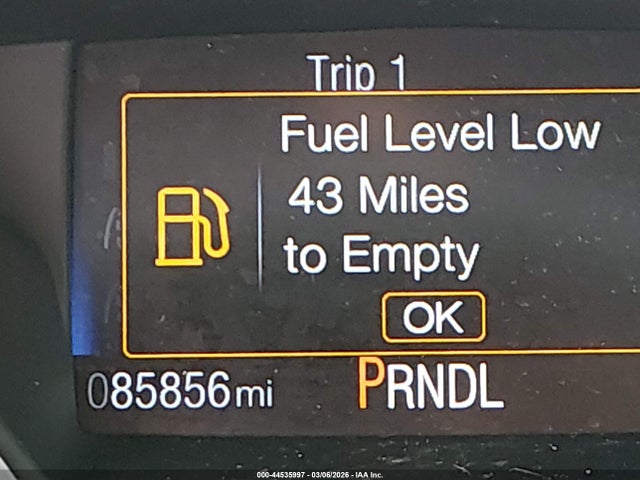 Trip 1
Fuel Level Low
43 Miles
to Empty
OK
085856mi
PRNDL
000-44535997 - 03/06/2026 - IAA Inc.